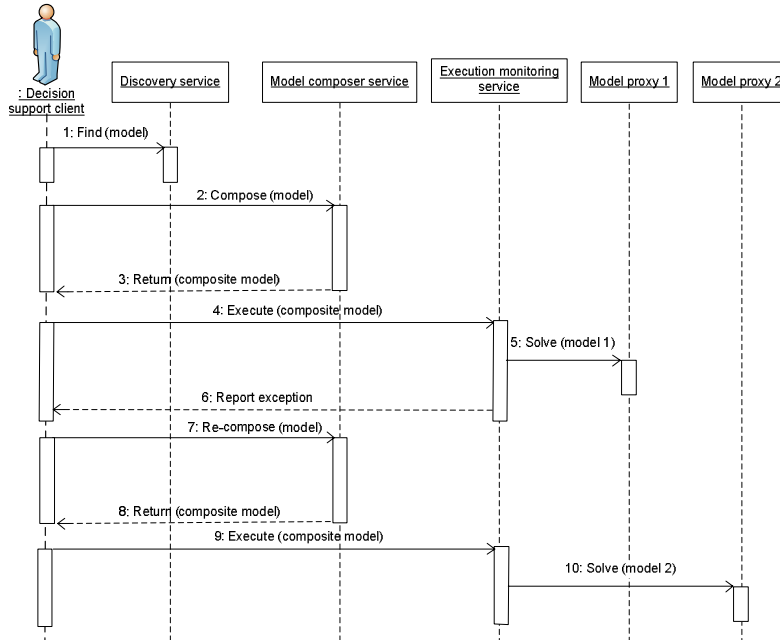 : Decision
support client
Discovery service
Model composer service
Execution monitoring
service
Model proxy 1
Model proxy 2
1: Find (model)
2: Compose (model)
3: Return (composite model)
4: Execute (composite model)
5: Solve (model 1)
6: Report exception
7: Re-compose (model)
8: Return (composite model)
9: Execute (composite model)
10: Solve (model 2)